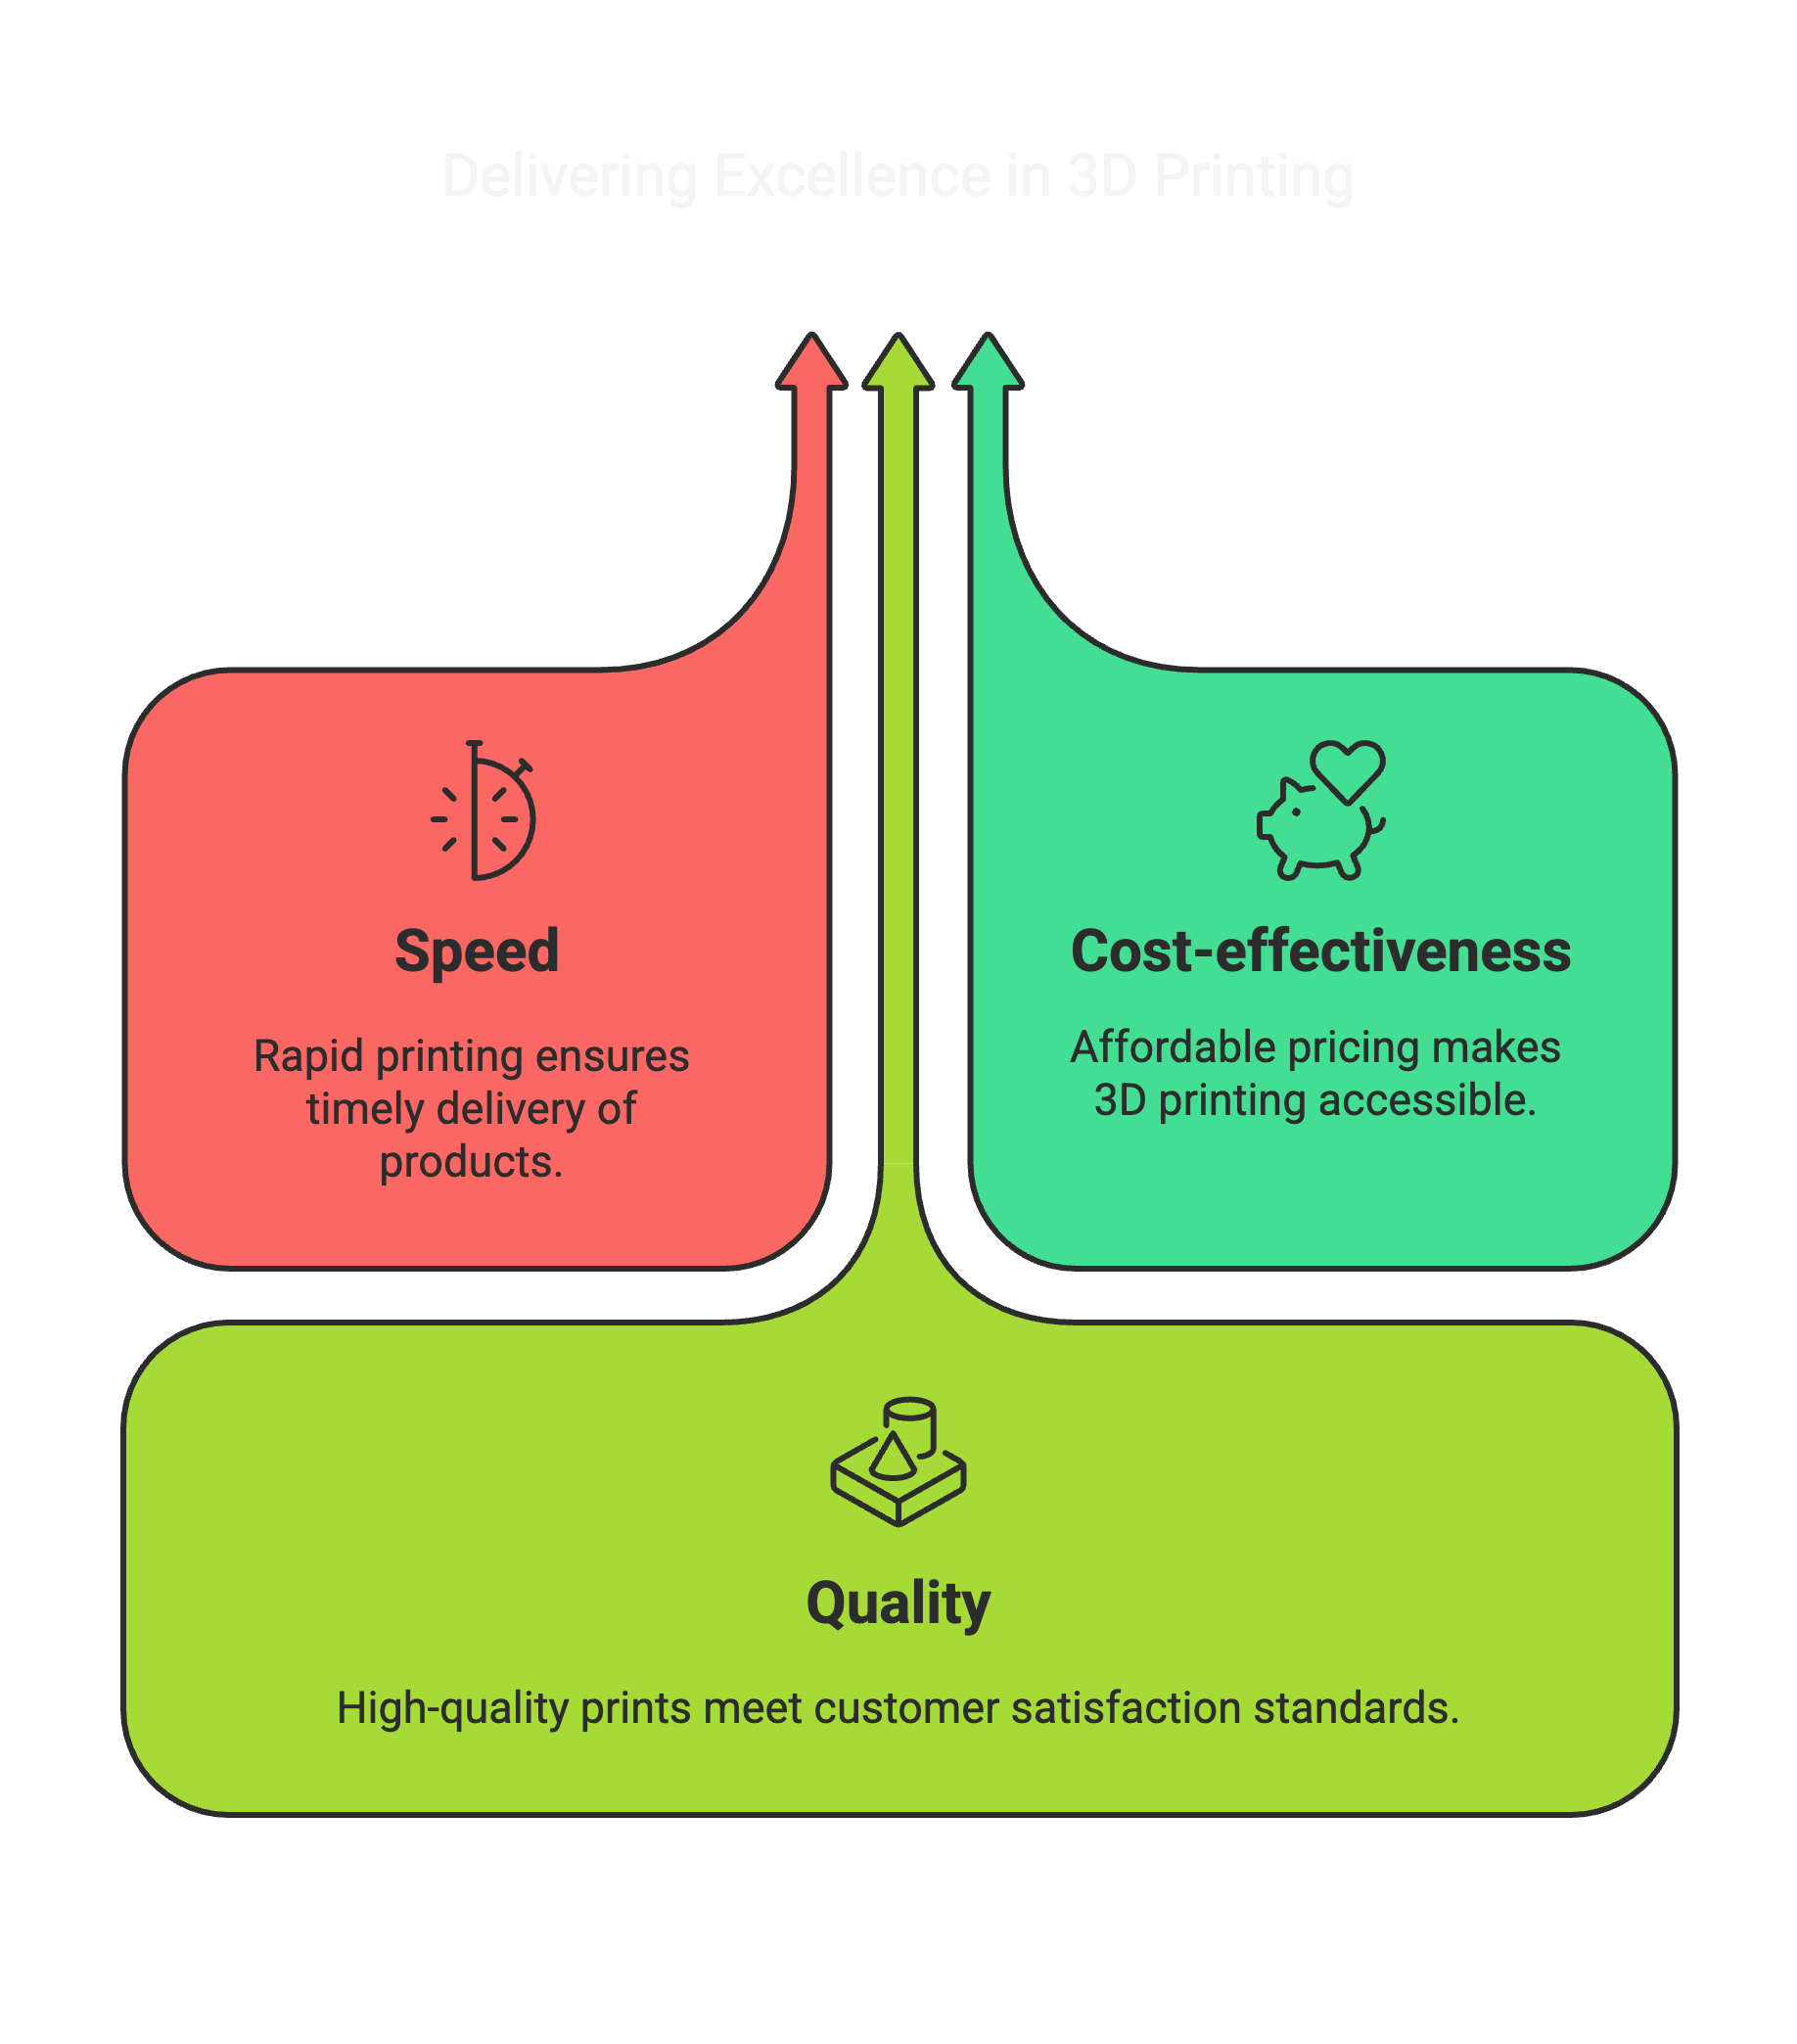 Delivering Excellence in 3D Printing
Speed
Rapid printing ensures
timely delivery of
products.
Cost-effectiveness
Affordable pricing makes
3D printing accessible.
Quality
High-quality prints meet customer satisfaction standards.